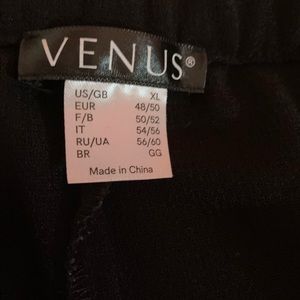 VENUS®
US/GB XL
EUR 48/50
F/B 50/52
IT 54/56
RU/UA 56/60
BR GG
Made in China